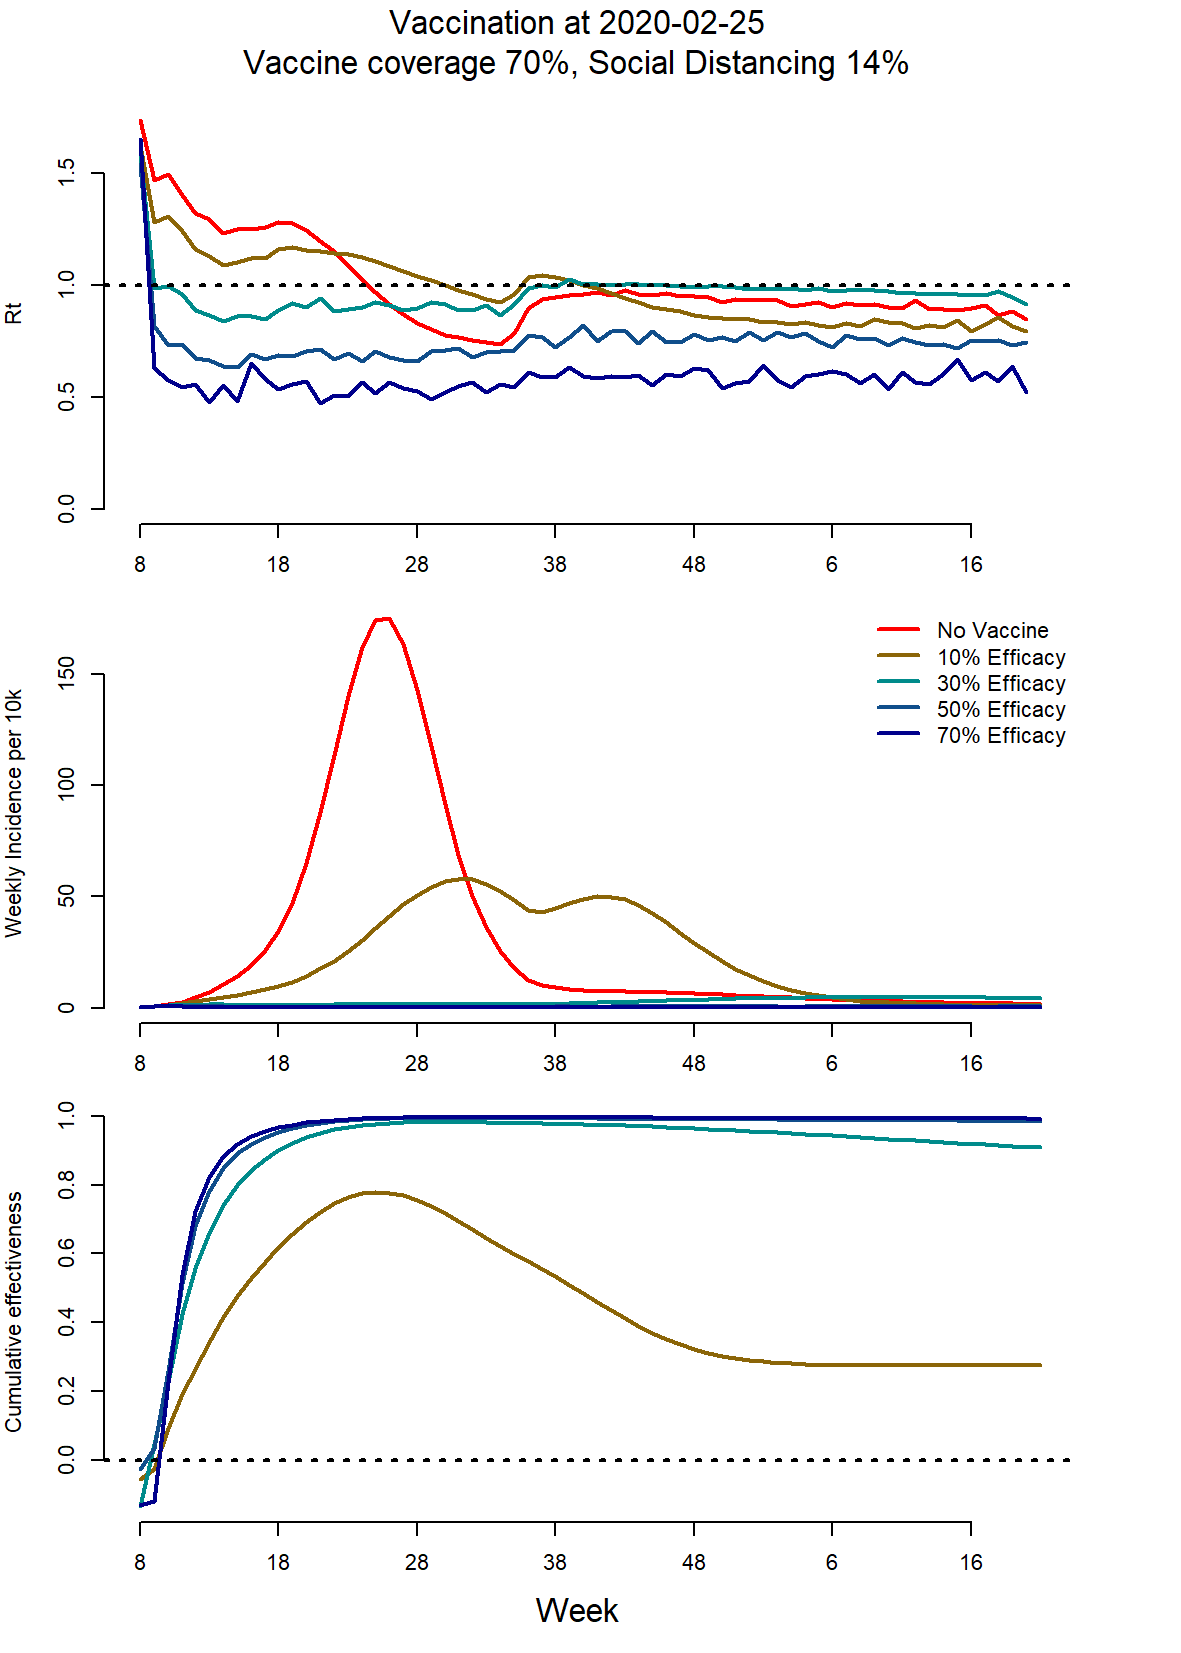 Vaccination at 2020-02-25
Vaccine coverage 70%, Social Distancing 14%
Rt
1.5
1.0
0.5
0.0
8 18 28 38 48 6 16
Weekly Incidence per 10k
150
100
50
0
No Vaccine
10% Efficacy
30% Efficacy
50% Efficacy
70% Efficacy
8 18 28 38 48 6 16
Cumulative effectiveness
1.0
0.8
0.6
0.4
0.2
0.0
8 18 28 38 48 6 16
Week